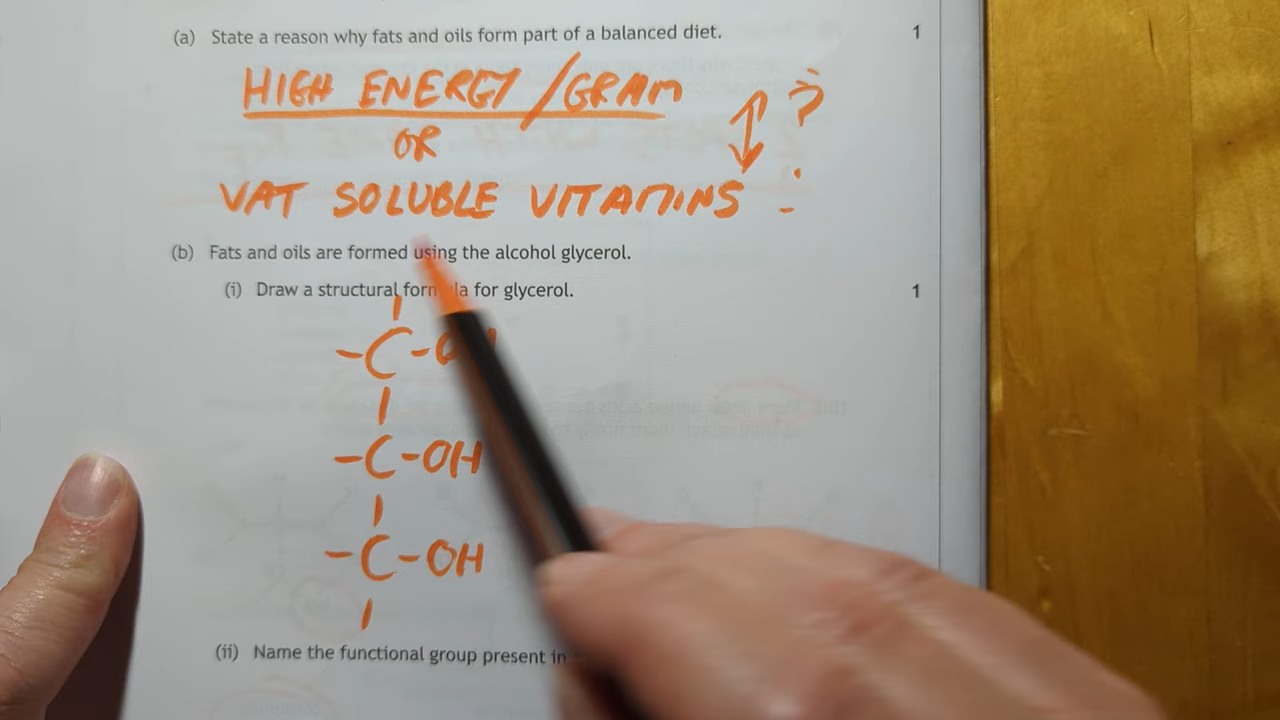 (a) State a reason why fats and oils form part of a balanced diet. 1
HIGH ENERGY/GRAM
OR
VAT SOLUBLE VITAMINS
?
(b) Fats and oils are formed using the alcohol glycerol.
(i) Draw a structural formula for glycerol. 1
-C-OH
-C-OH
-C-OH
(ii) Name the functional group present in